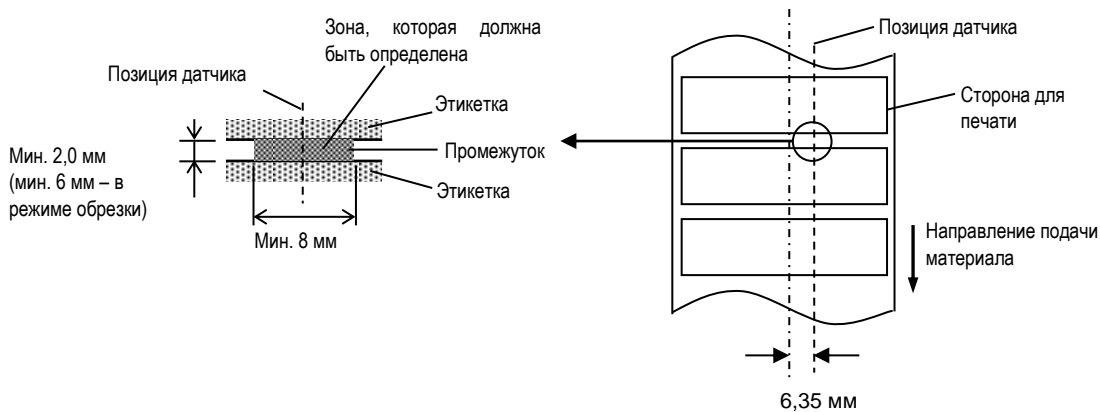 Зона, которая должна
быть определена
Позиция датчика
Этикетка
Промежуток
Этикетка
Мин. 2,0 мм
(мин. 6 мм – в
режиме обрезки)
Мин. 8 мм
Позиция датчика
Сторона для
печати
Направление подачи
материала
6,35 мм